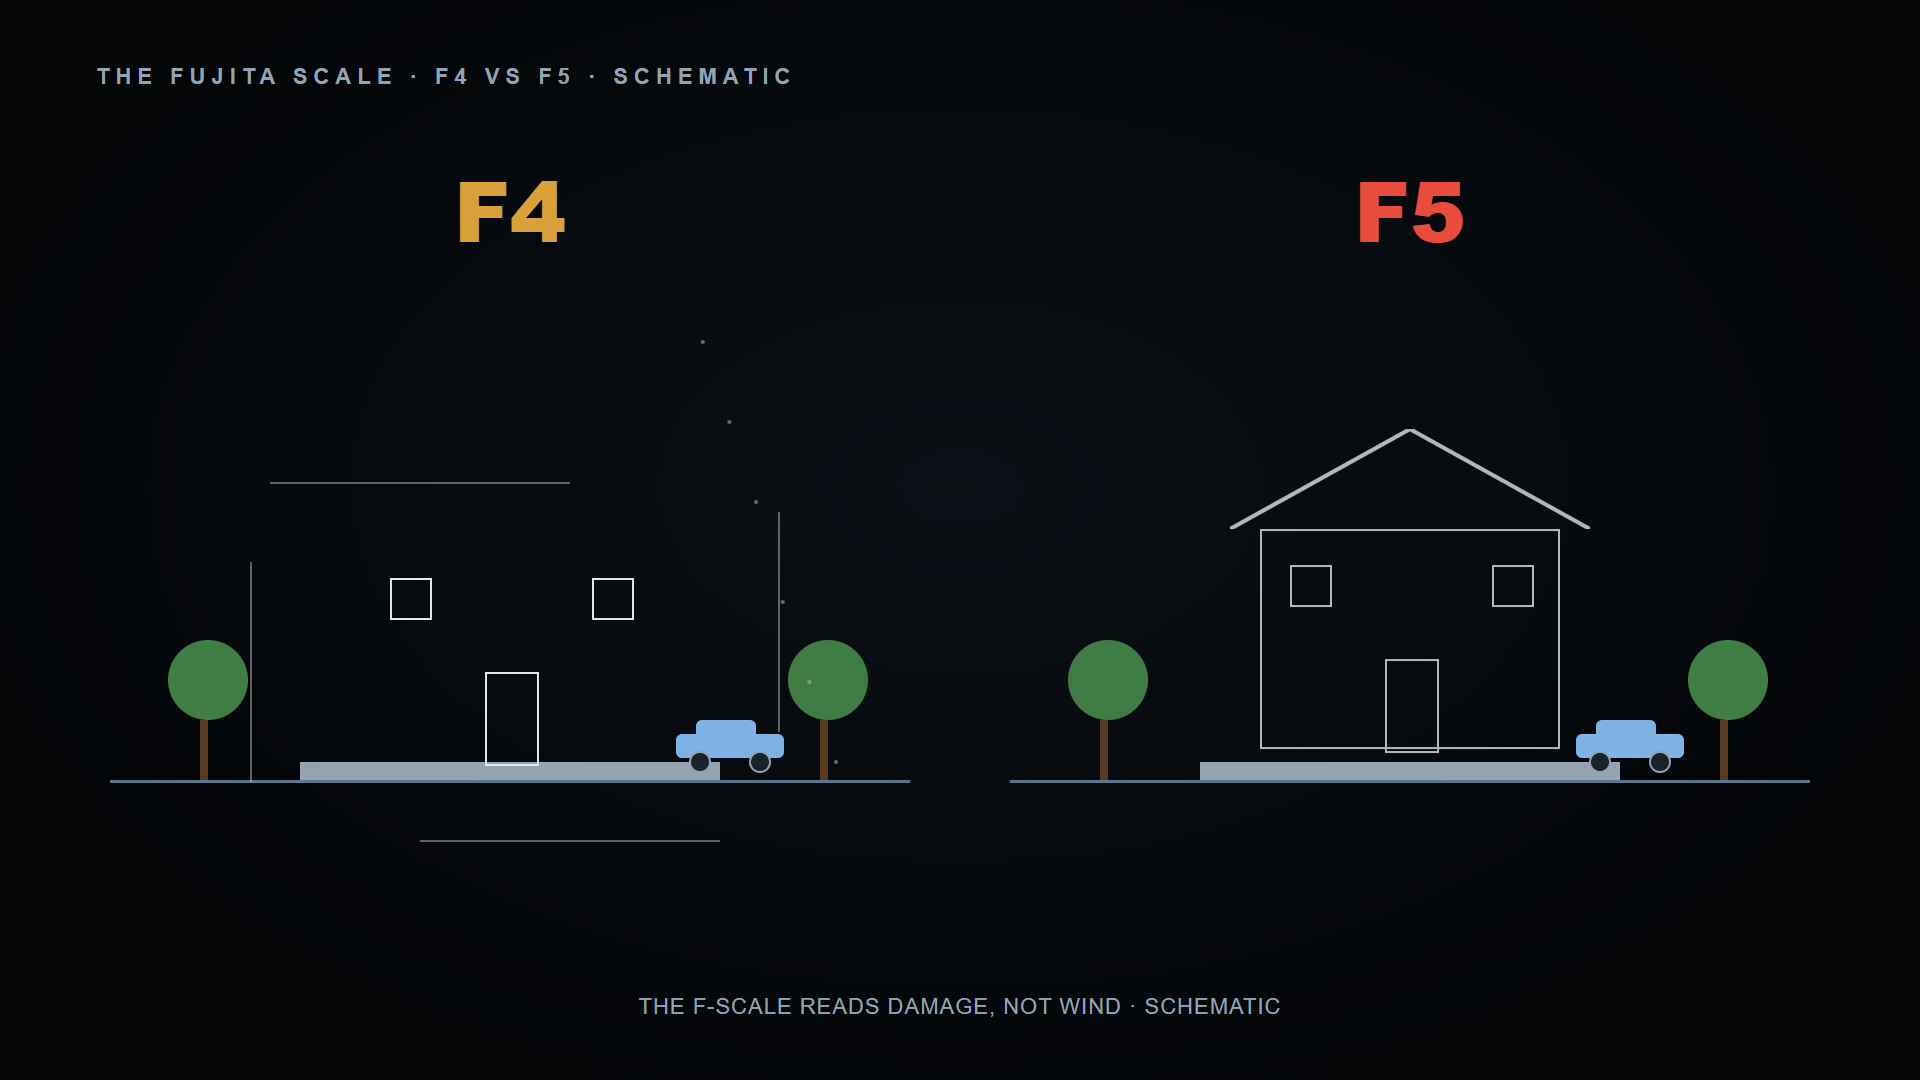 THE FUJITA SCALE · F4 VS F5 · SCHEMATIC
F4
F5
THE F-SCALE READS DAMAGE, NOT WIND · SCHEMATIC